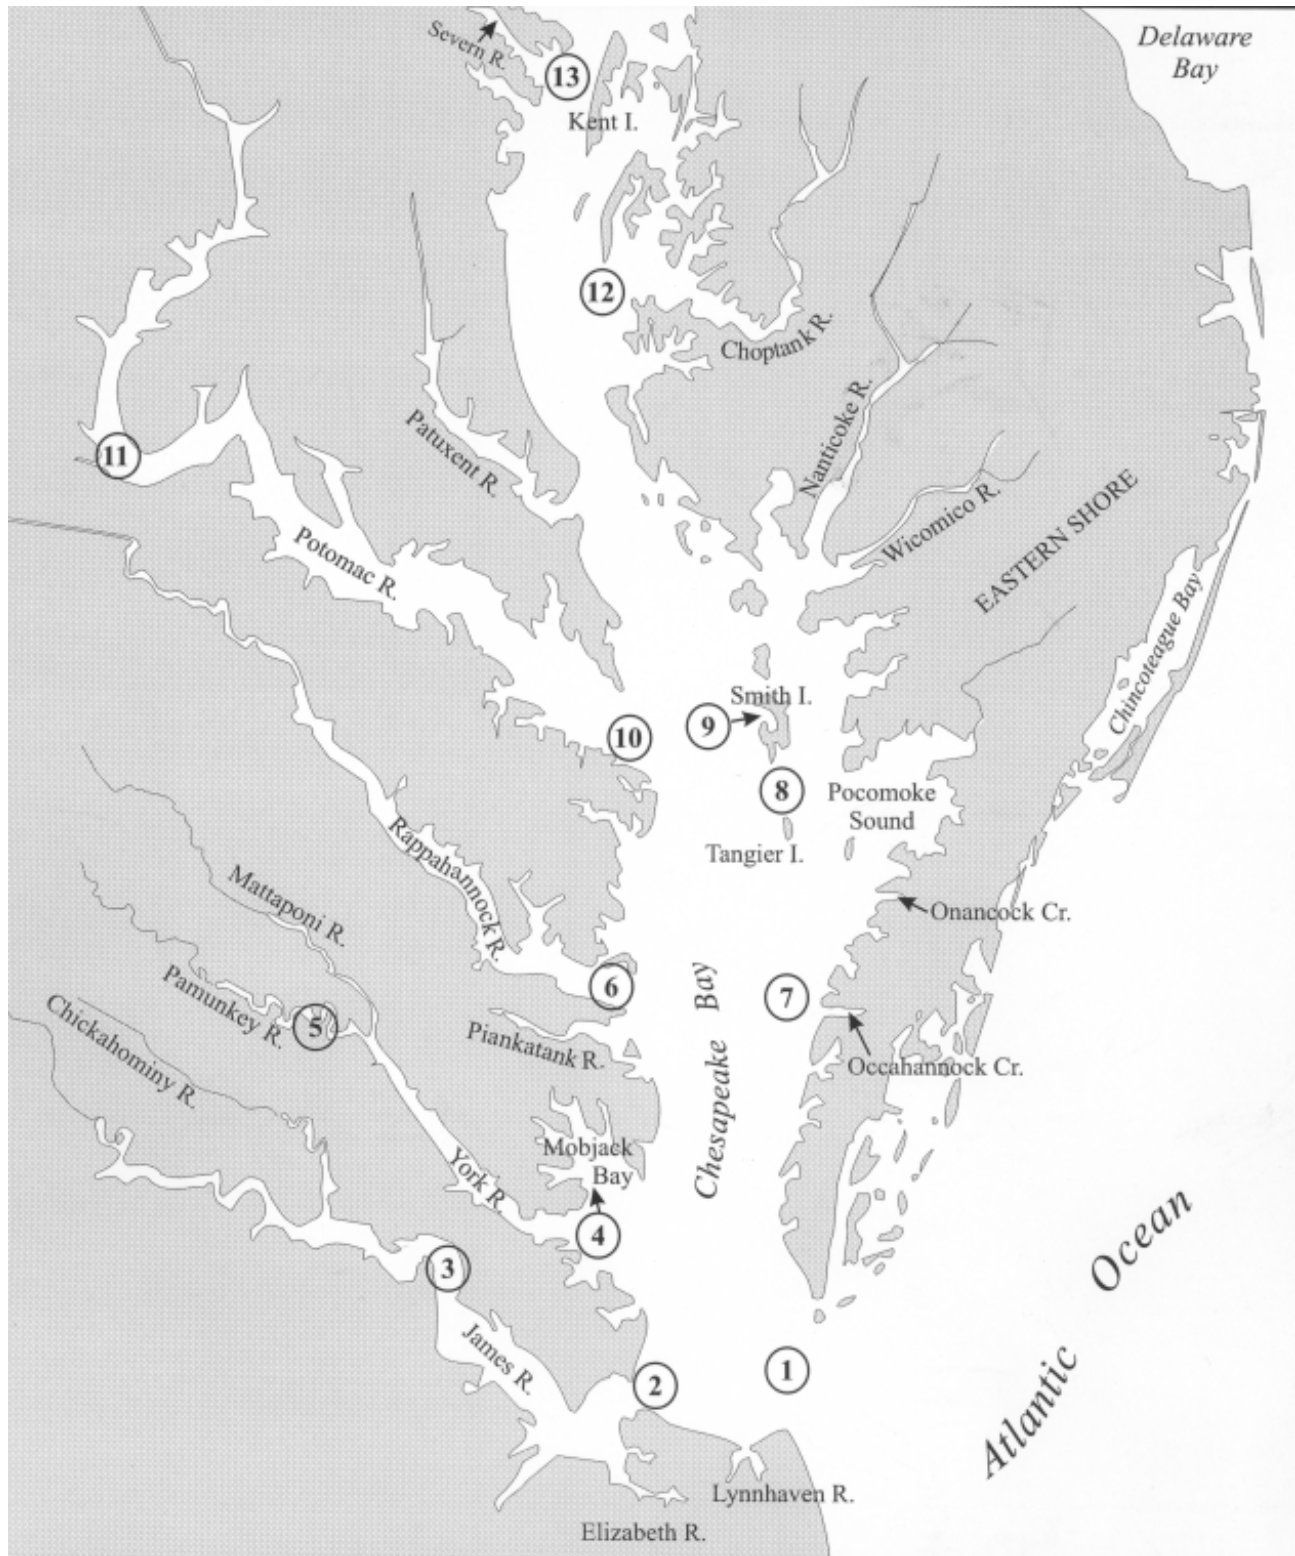 Delaware
Bay
Severn R.
13
Kent I.
12
Choptank R.
Nanticoke R.
Patuxent R.
11
Wicomico R.
EASTERN SHORE
Potomac R.
Chincoteague Bay
Smith I.
9
10
8
Pocomoke
Sound
Tangier I.
Rappahannock R.
Mattaponi R.
Onancock Cr.
6
7
Chesapeake Bay
Pamunkey R.
5
Chickahominy R.
Piankatank R.
Occahannock Cr.
Mobjack
Bay
York R.
4
3
James R.
2
1
Atlantic Ocean
Lynnhaven R.
Elizabeth R.